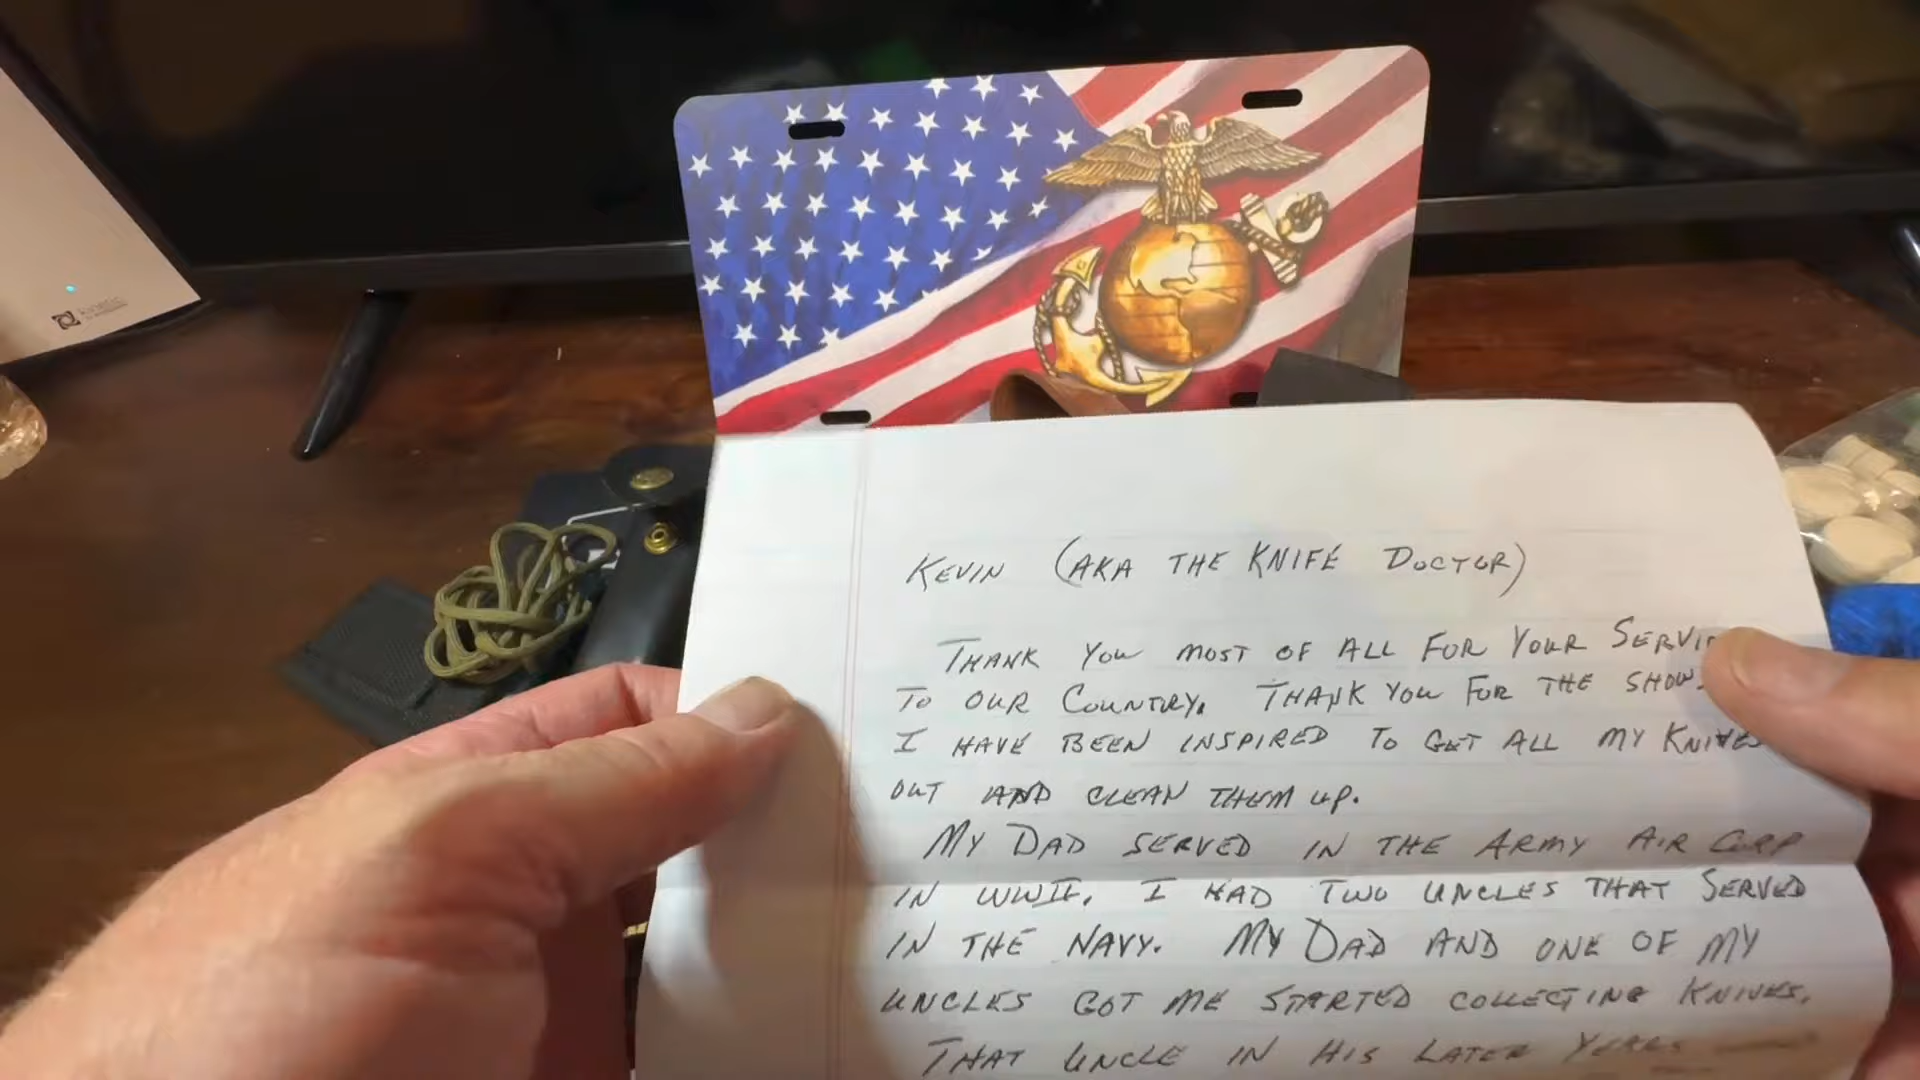 KEVIN (AKA THE KNIFE DOCTOR)
THANK YOU MOST OF ALL FOR YOUR
TO OUR COUNTRY. THANK YOU FOR THE SHOWS
I HAVE BEEN INSPIRED TO GET ALL MY KNIVES
OUT AND CLEAN THEM UP.
MY DAD SERVED IN THE ARMY AIR CORP
IN WWII. I HAD TWO UNCLES THAT SERVED
IN THE NAVY. MY DAD AND ONE OF MY
UNCLES GOT ME STARTED COLLECTING KNIVES.
THAT UNCLE IN HIS LATER YEARS